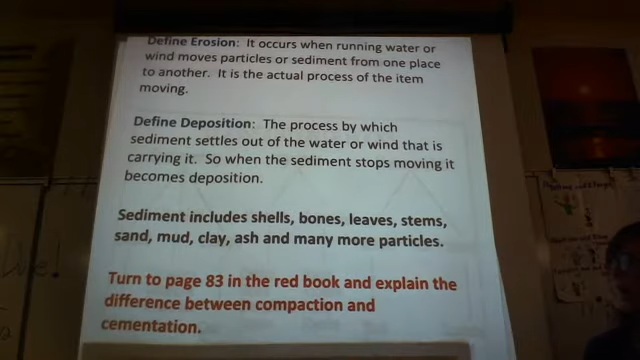 Define Erosion: It occurs when running water or
wind moves particles or sediment from one place
to another. It is the actual process of the item
moving.
Define Deposition: The process by which
sediment settles out of the water or wind that is
carrying it. So when the sediment stops moving it
becomes deposition.
Sediment includes shells, bones, leaves, stems,
sand, mud, clay, ash and many more particles.
Turn to page 83 in the red book and explain the
difference between compaction and
cementation.